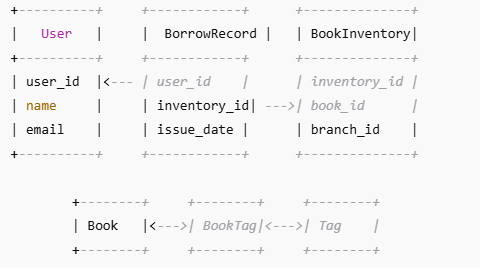 +----------+     +------------+      +--------------+
|   User   |     |  BorrowRecord |   | BookInventory|
+----------+     +------------+      +--------------+
| user_id  |<--- | user_id    |      | inventory_id |
| name     |     | inventory_id| --->| book_id      |
| email    |     | issue_date |      | branch_id    |
+----------+     +------------+      +--------------+
+--------+     +--------+     +--------+
| Book   |<--->| BookTag|<--->| Tag    |
+--------+     +--------+     +--------+